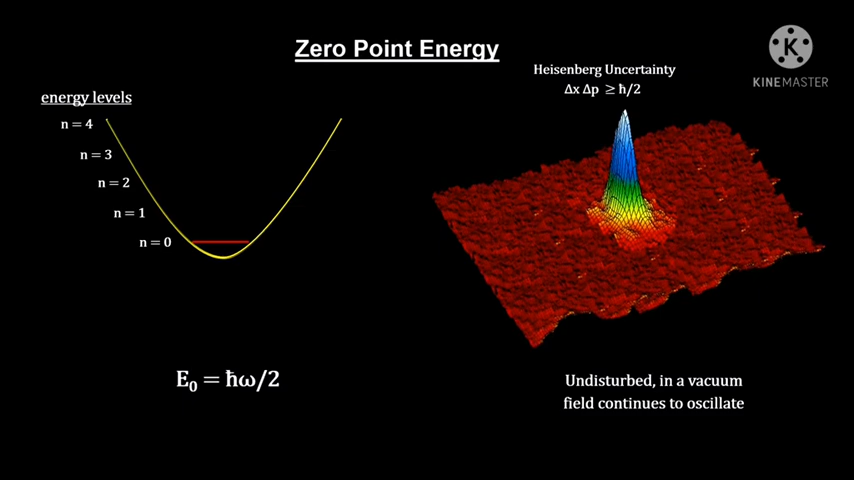 Zero Point Energy
K
KINEMASTER
energy levels
n = 4
n = 3
n = 2
n = 1
n = 0
E₀ = ħω/2
Heisenberg Uncertainty
Δx Δp ≥ ħ/2
Undisturbed, in a vacuum
field continues to oscillate